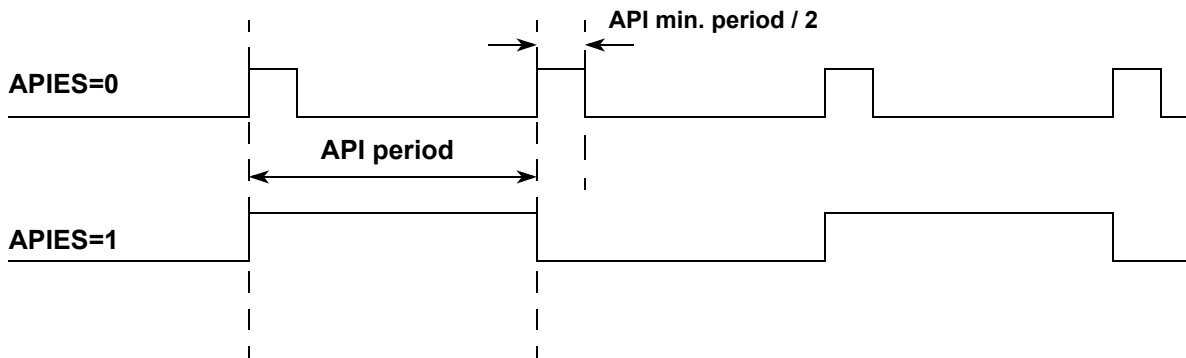 API min. period / 2
APIES=0
API period
APIES=1